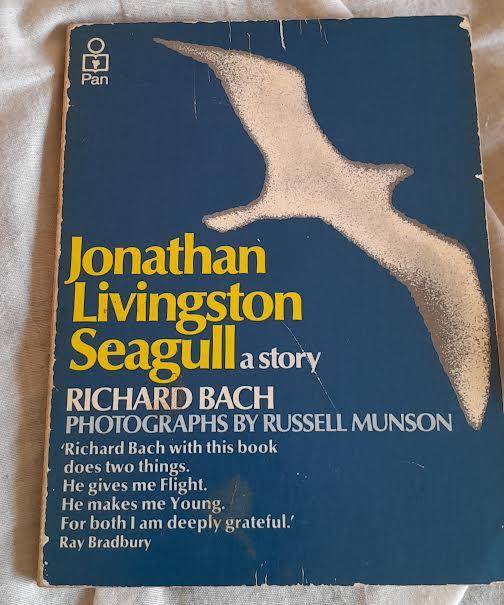 Pan
Jonathan
Livingston
Seagull a story
RICHARD BACH
PHOTOGRAPHS BY RUSSELL MUNSON
‘Richard Bach with this book
does two things.
He gives me Flight.
He makes me Young.
For both I am deeply grateful.’
Ray Bradbury